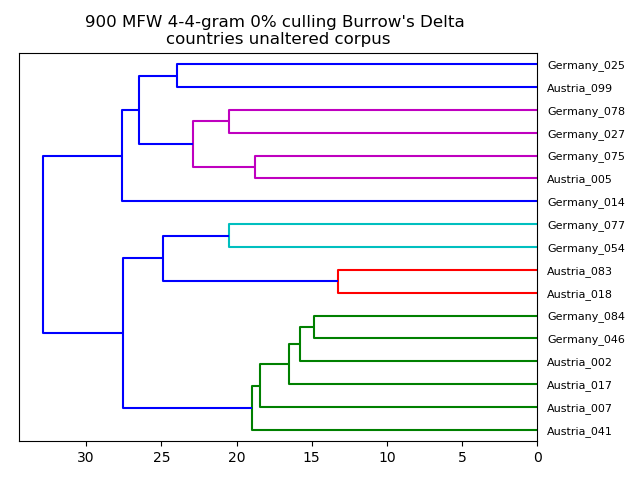 900 MFW 4-4-gram 0% culling Burrow's Delta
countries unaltered corpus
Germany_025
Austria_099
Germany_078
Germany_027
Germany_075
Austria_005
Germany_014
Germany_077
Germany_054
Austria_083
Austria_018
Germany_084
Germany_046
Austria_002
Austria_017
Austria_007
Austria_041
30 25 20 15 10 5 0